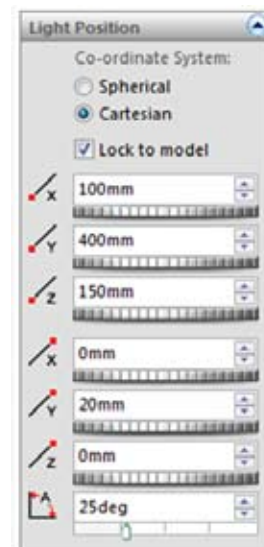 Light Position
Co-ordinate System:
Spherical
Cartesian
Lock to model
X 100mm
Y 400mm
Z 150mm
X 0mm
Y 20mm
Z 0mm
A 25deg